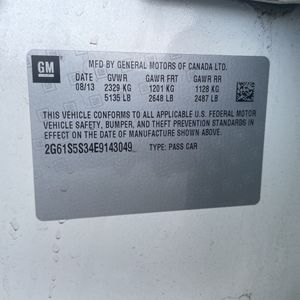 GM
MFD BY GENERAL MOTORS OF CANADA LTD.
DATE GVWR GAWR FRT GAWR RR
08/13 2329 KG 1201 KG 1128 KG
5135 LB 2648 LB 2487 LB
THIS VEHICLE CONFORMS TO ALL APPLICABLE U.S. FEDERAL MOTOR
VEHICLE SAFETY, BUMPER, AND THEFT PREVENTION STANDARDS IN
EFFECT ON THE DATE OF MANUFACTURE SHOWN ABOVE.
2G61S5S34E9143049 TYPE: PASS CAR